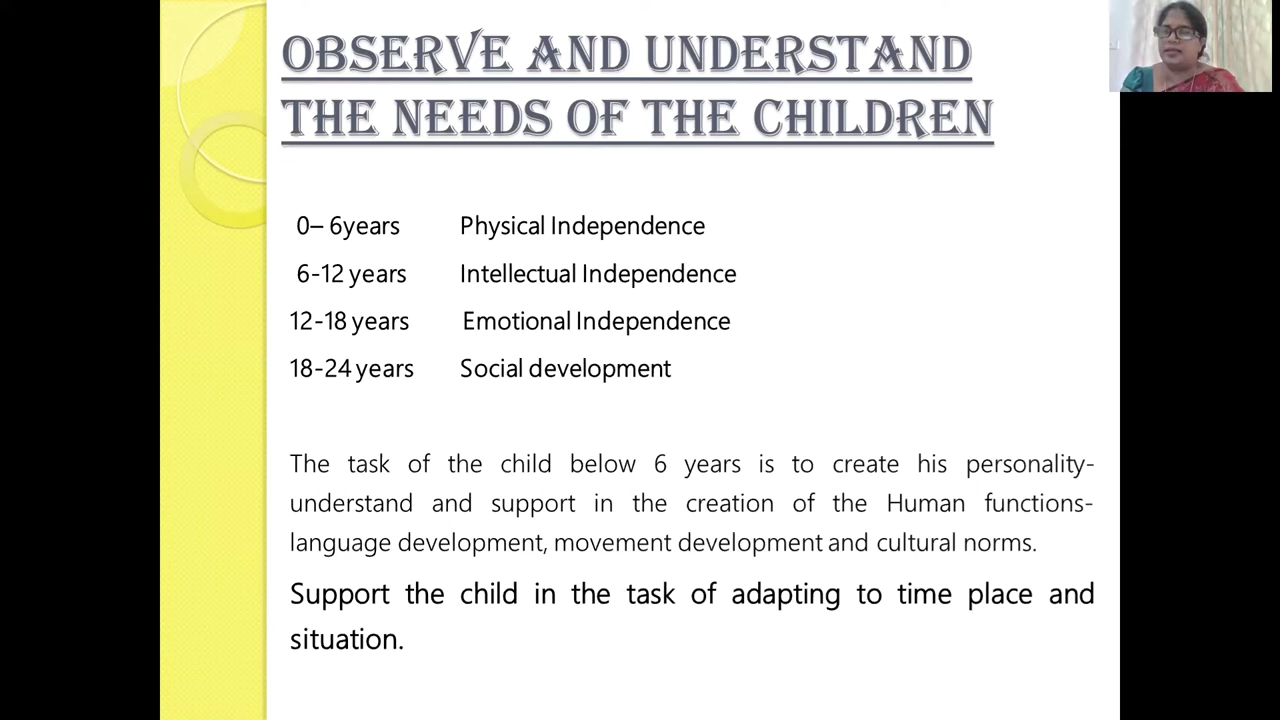 OBSERVE AND UNDERSTAND
THE NEEDS OF THE CHILDREN
0– 6years Physical Independence
6-12 years Intellectual Independence
12-18 years Emotional Independence
18-24 years Social development
The task of the child below 6 years is to create his personality-
understand and support in the creation of the Human functions-
language development, movement development and cultural norms.
Support the child in the task of adapting to time place and
situation.